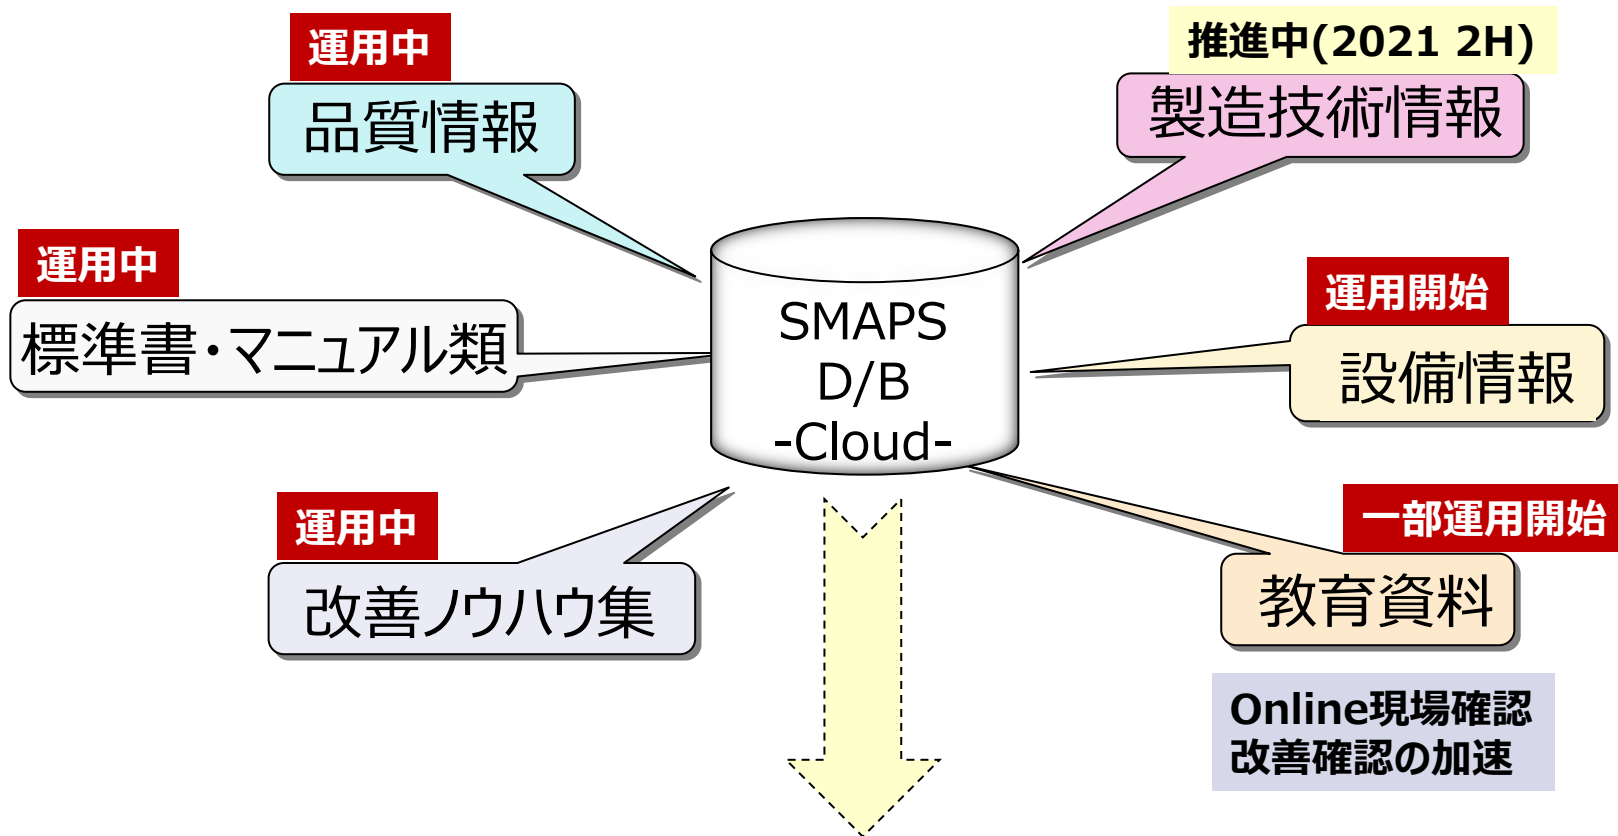 運用中
品質情報
推進中(2021 2H)
製造技術情報
運用中
標準書・マニュアル類
SMAPS
D/B
-Cloud-
運用開始
設備情報
運用中
改善ノウハウ集
一部運用開始
教育資料
Online現場確認
改善確認の加速